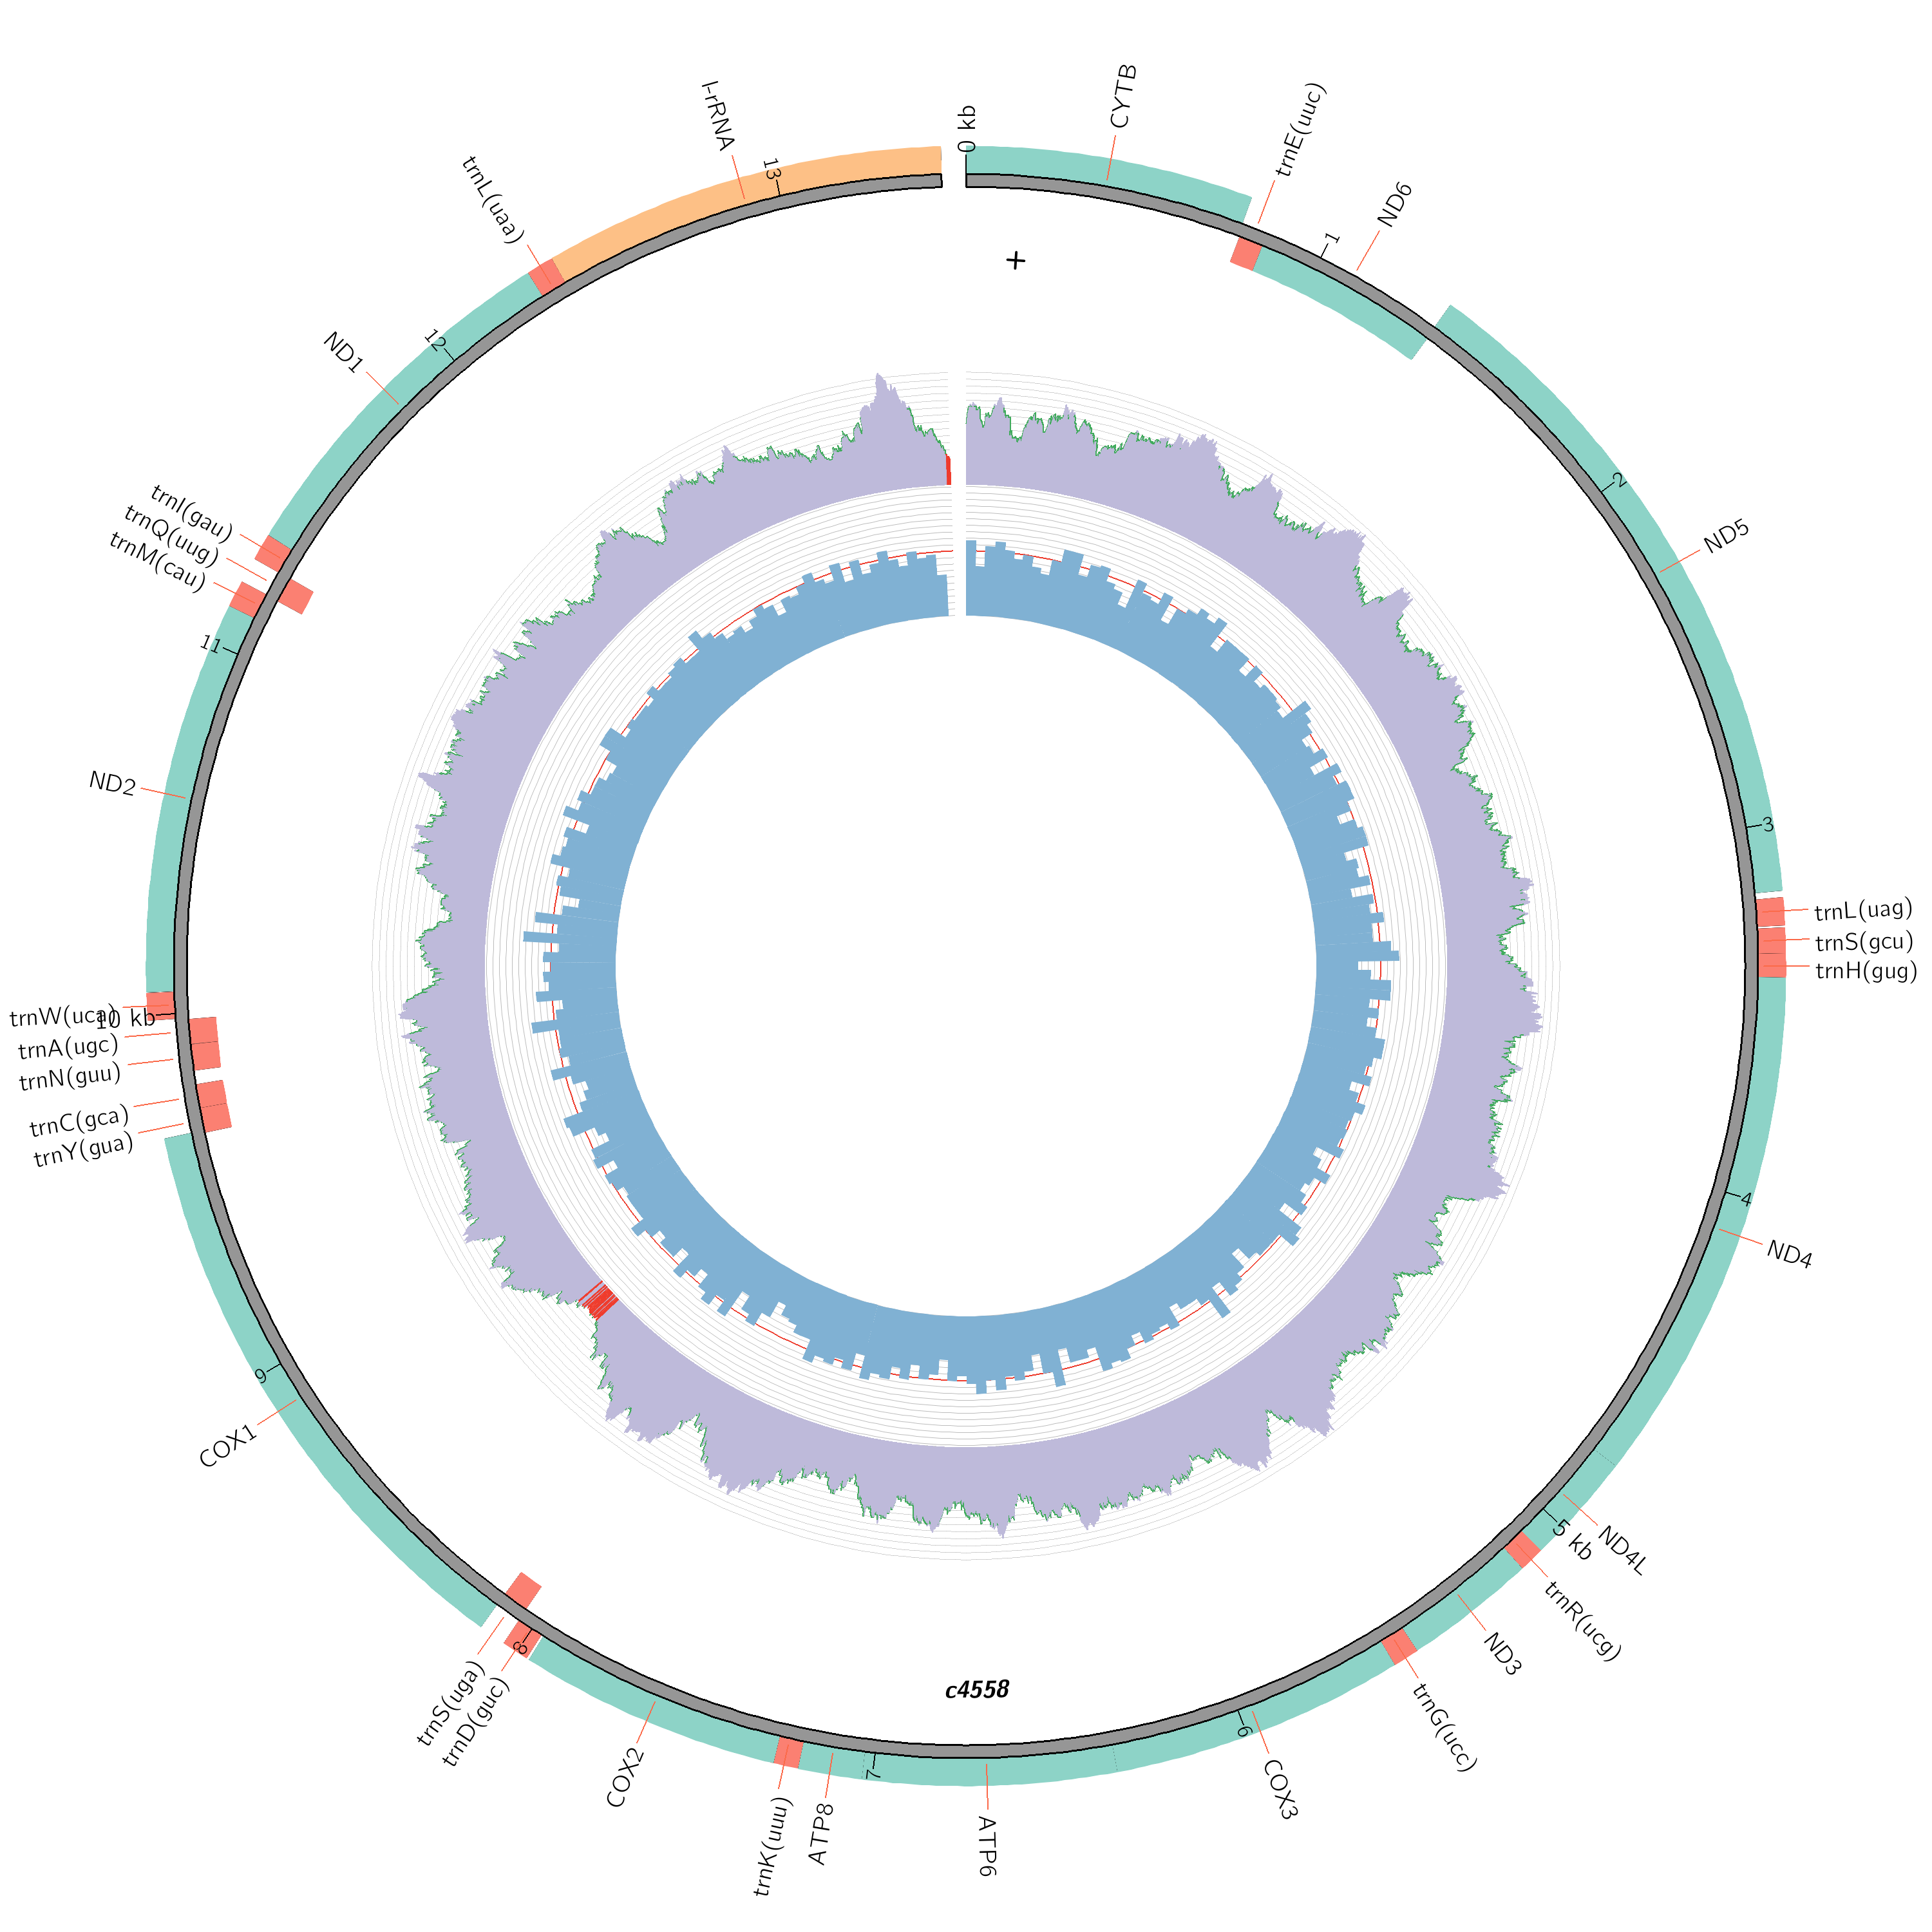 0 kb
CYTB
trnE(uuc)
1
ND6
2
ND5
3
trnL(uag)
trnS(gcu)
trnH(gug)
4
ND4
ND4L
5 kb
trnR(ucg)
ND3
trnG(ucc)
6
COX3
ATP6
7
ATP8
trnK(uuu)
COX2
8
trnD(guc)
trnS(uga)
COX1
9
trnY(gua)
trnC(gca)
trnN(guu)
trnA(ugc)
10 kb
trnW(uca)
ND2
11
trnM(cau)
trnQ(uug)
trnI(gau)
ND1
12
trnL(uaa)
l-rRNA
13
+
c4558